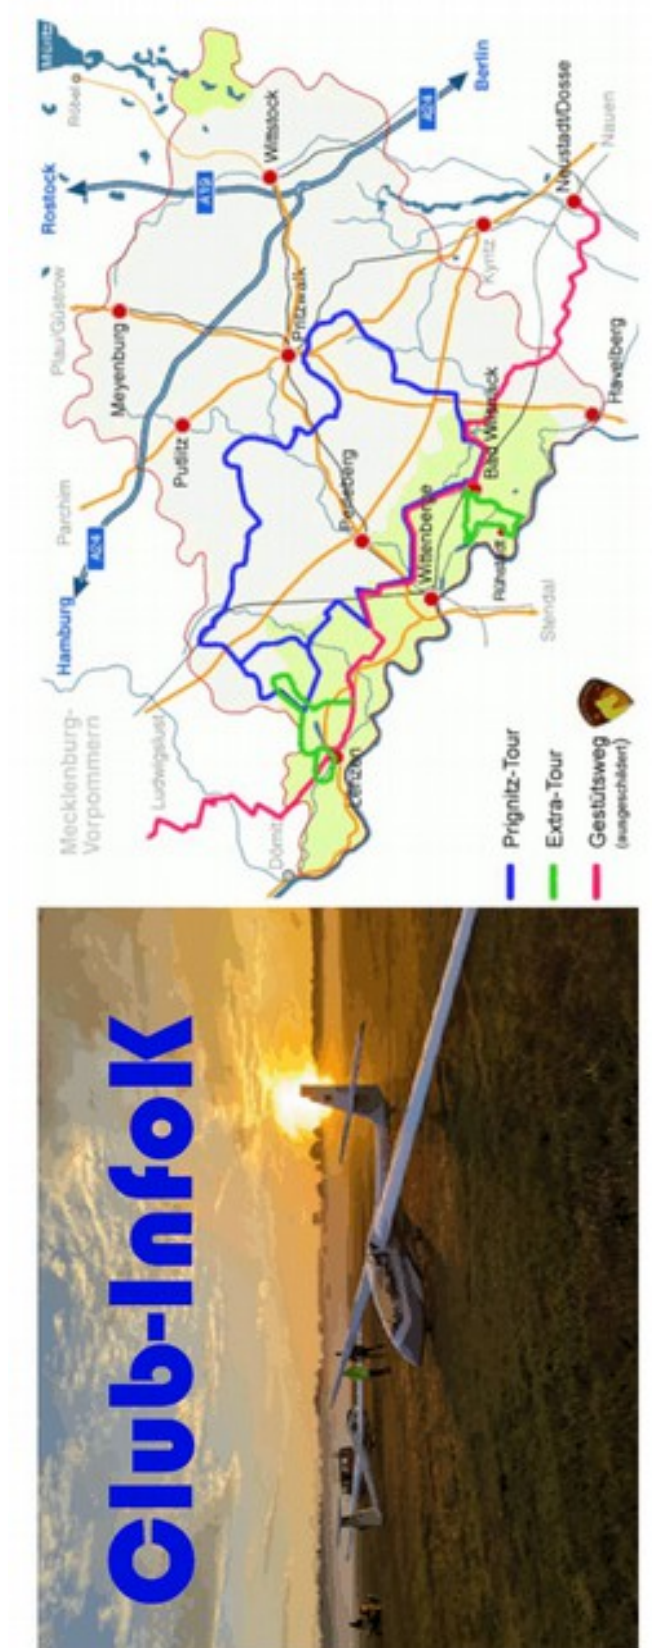 Club-InfoK
Müritz
Röbel
Rostock
A19
Wittstock
A24
Berlin
Plau/Güstrow
Meyenburg
Pritzwalk
Kyritz
Neustadt/Dosse
Nauen
Parchim
Putlitz
A24
Hamburg
Perleberg
Bad Wilsnack
Havelberg
Wittenberge
Rühstädt
Stendal
Mecklenburg-
Vorpommern
Ludwigslust
Dömitz
Lenzen
Prignitz-Tour
Extra-Tour
Gestütsweg
(ausgeschildert)